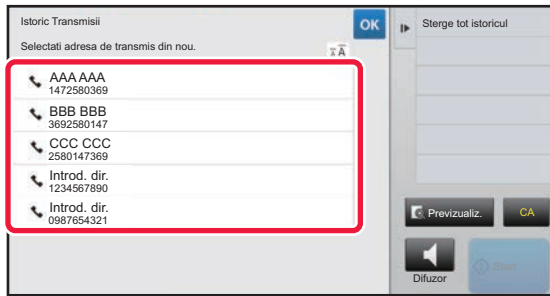 Istoric Transmisii
OK
Selectati adresa de transmis din nou.
AAA AAA
1472580369
BBB BBB
3692580147
CCC CCC
2580147369
Introd. dir.
1234567890
Introd. dir.
0987654321
Sterge tot istoricul
Previzualiz.
CA
Difuzor
Start